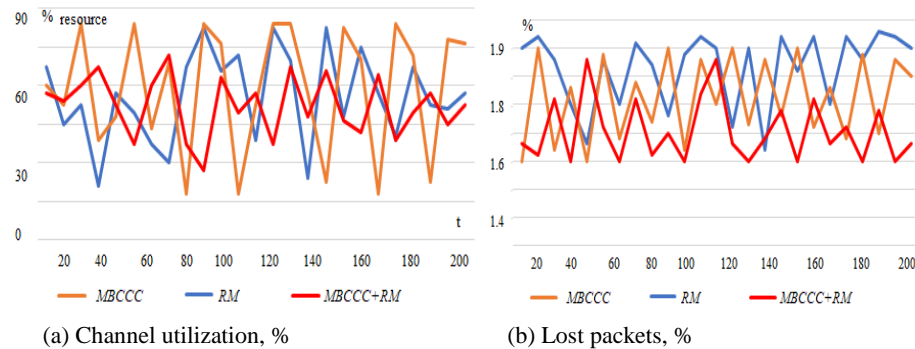 % resource
90
60
30
0
t
20 40 60 80 100 120 140 160 180 200
MBCCC RM MBCCC+RM
(a) Channel utilization, %
%
1.9
1.8
1.6
1.4
20 40 60 80 100 120 140 160 180 200
MBCCC RM MBCCC+RM
(b) Lost packets, %